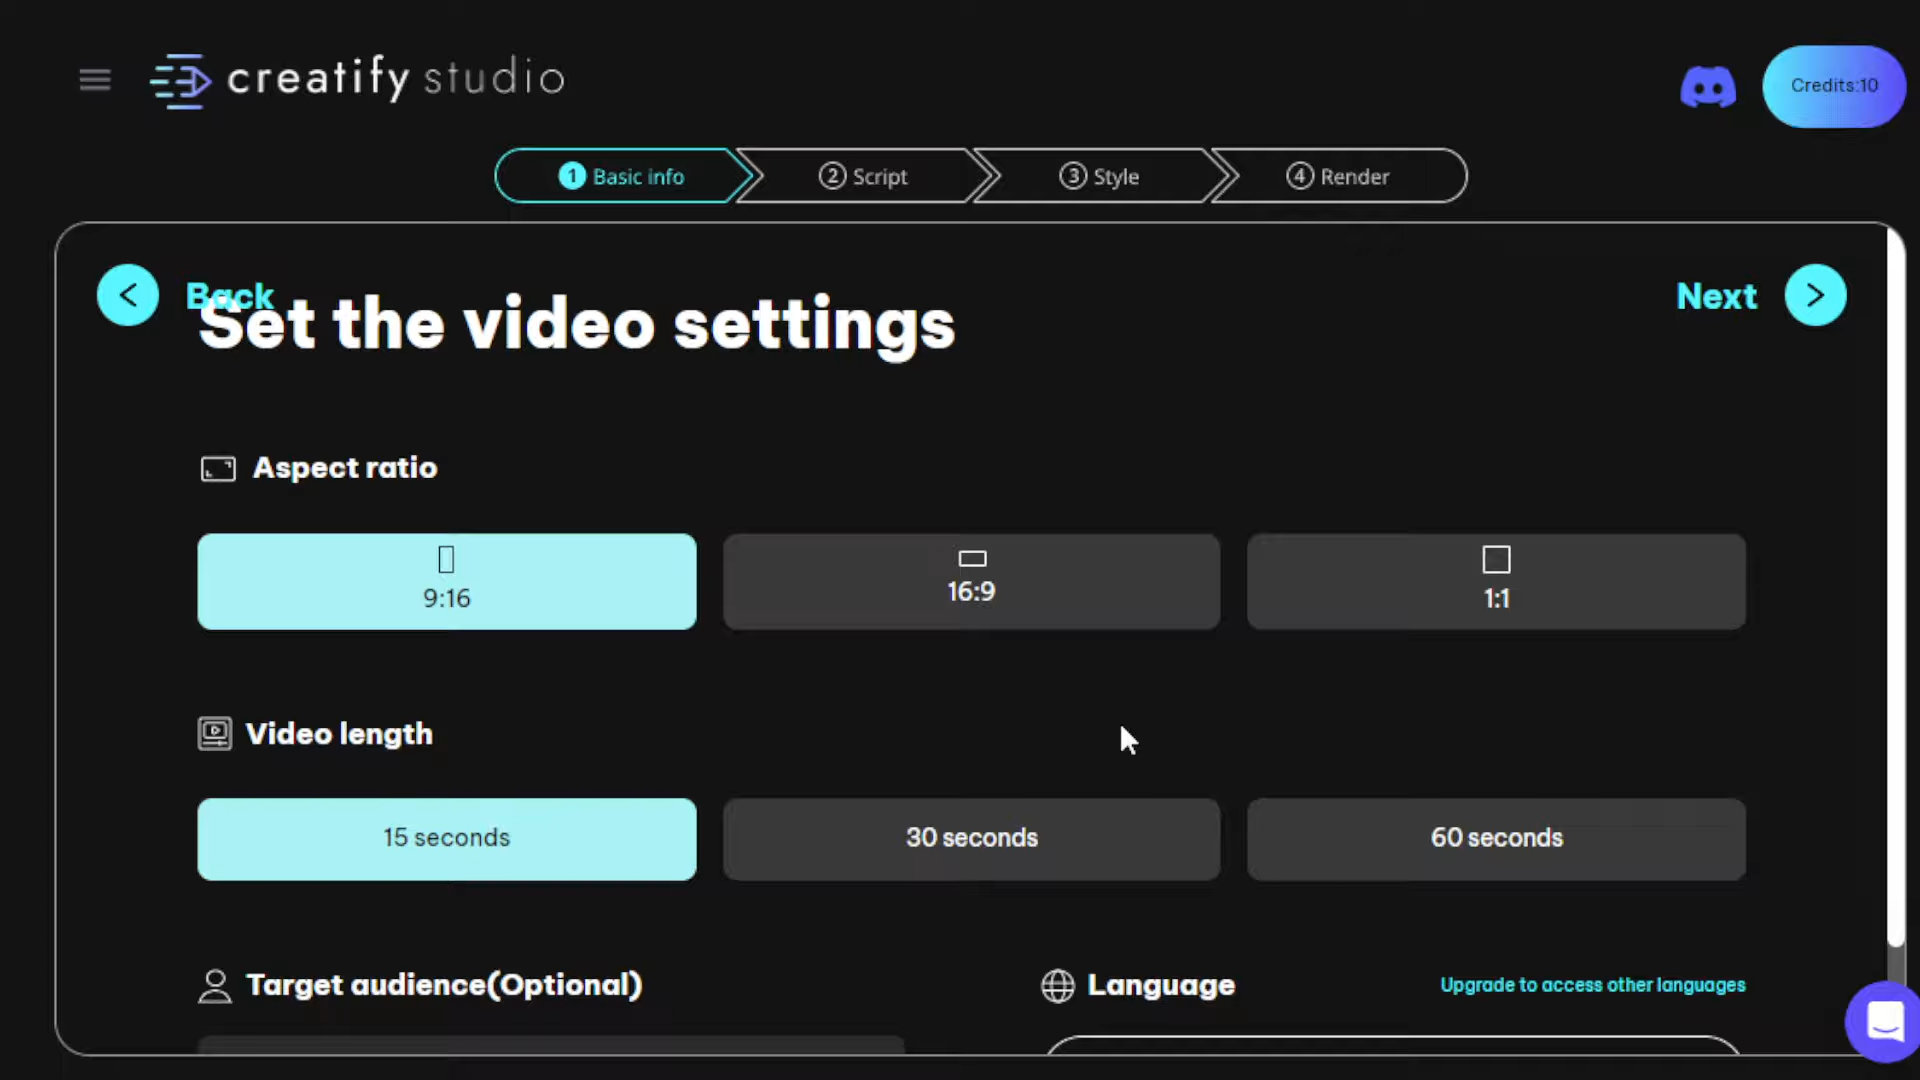 creatify studio
Credits:10
1 Basic info
2 Script
3 Style
4 Render
Back
Next
Set the video settings
Aspect ratio
9:16
16:9
1:1
Video length
15 seconds
30 seconds
60 seconds
Target audience(Optional)
Language
Upgrade to access other languages